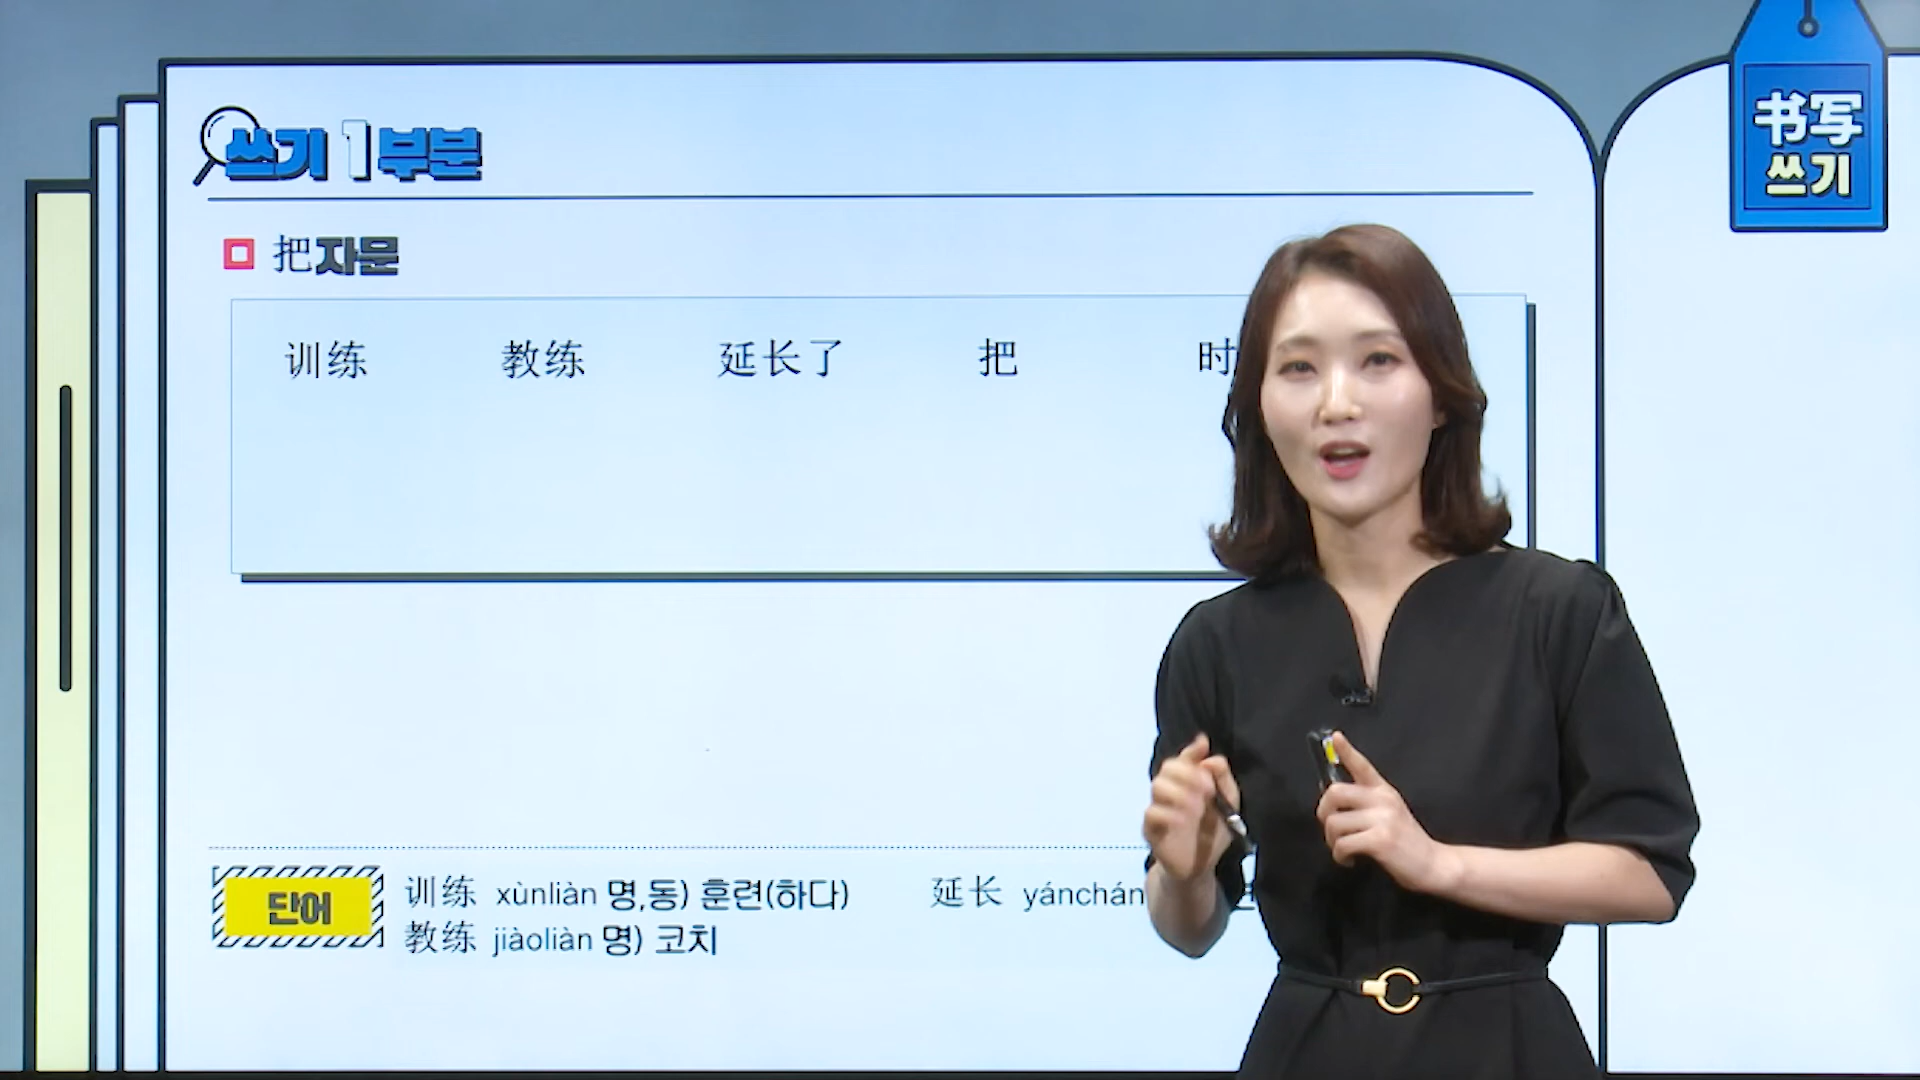 书写
쓰기
쓰기 1부분
把자문
训练 教练 延长了 把 时
단어
训练 xùnliàn 명,동) 훈련(하다) 延长 yánchán
教练 jiàoliàn 명) 코치